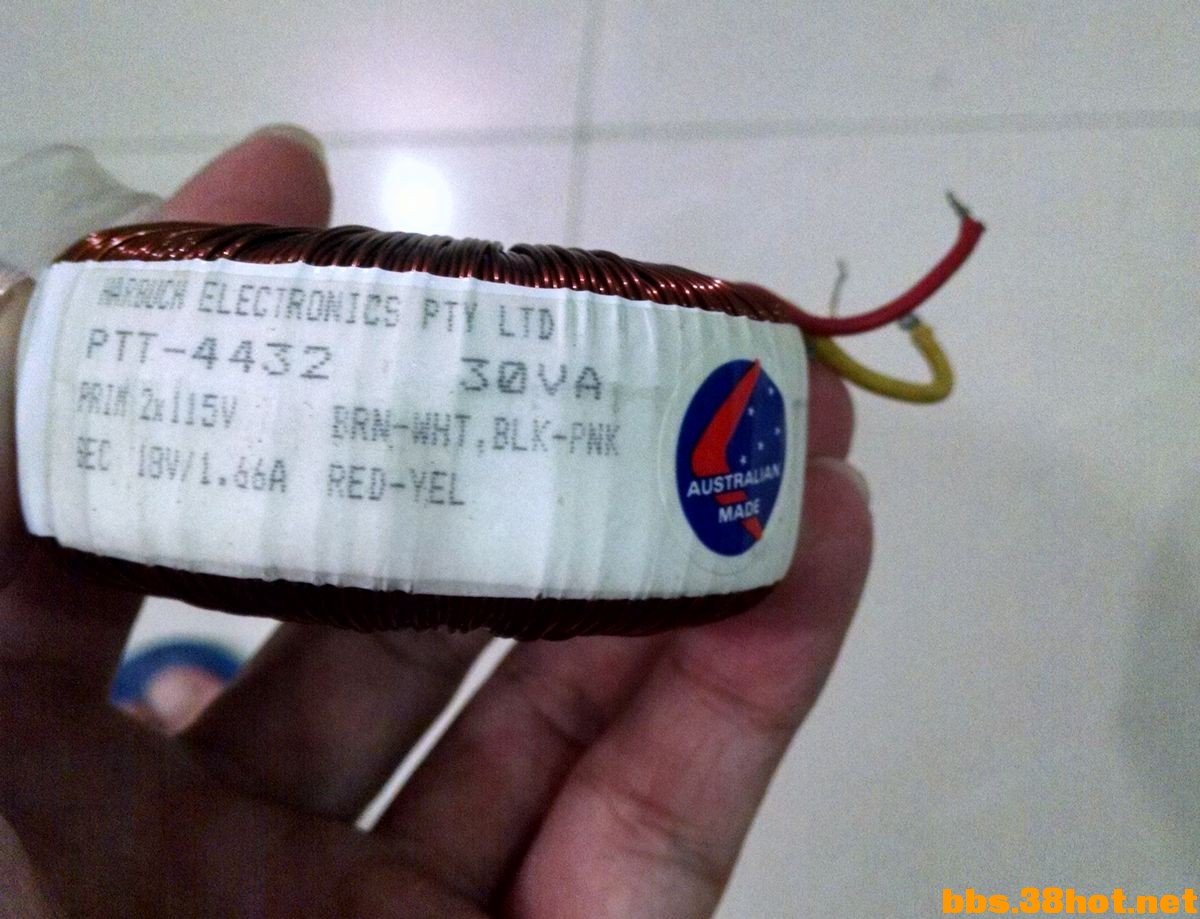 HARBUCH ELECTRONICS PTY LTD
PTT-4432 30VA
PRIM 2x115V BRN-WHT,BLK-PNK
SEC 18V/1.66A RED-YEL
AUSTRALIAN
MADE
bbs.38hot.net